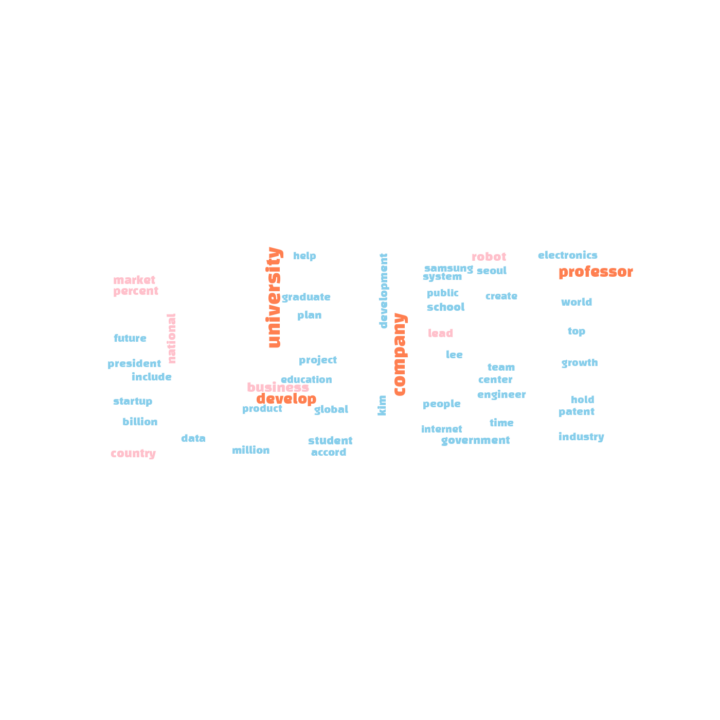 help
robot
electronics
samsung
seoul
professor
system
market
percent
university
graduate
development
public
create
world
school
plan
national
future
lead
top
company
president
project
lee
growth
include
education
team
center
business
develop
engineer
startup
product
global
kim
people
hold
patent
billion
internet
time
data
student
government
industry
million
accord
country